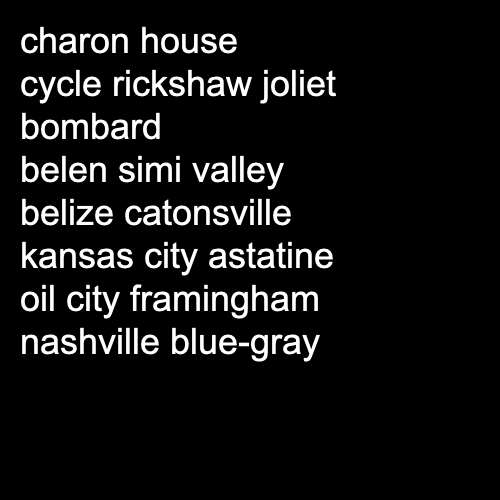 charon house
cycle rickshaw joliet
bombard
belen simi valley
belize catonsville
kansas city astatine
oil city framingham
nashville blue-gray